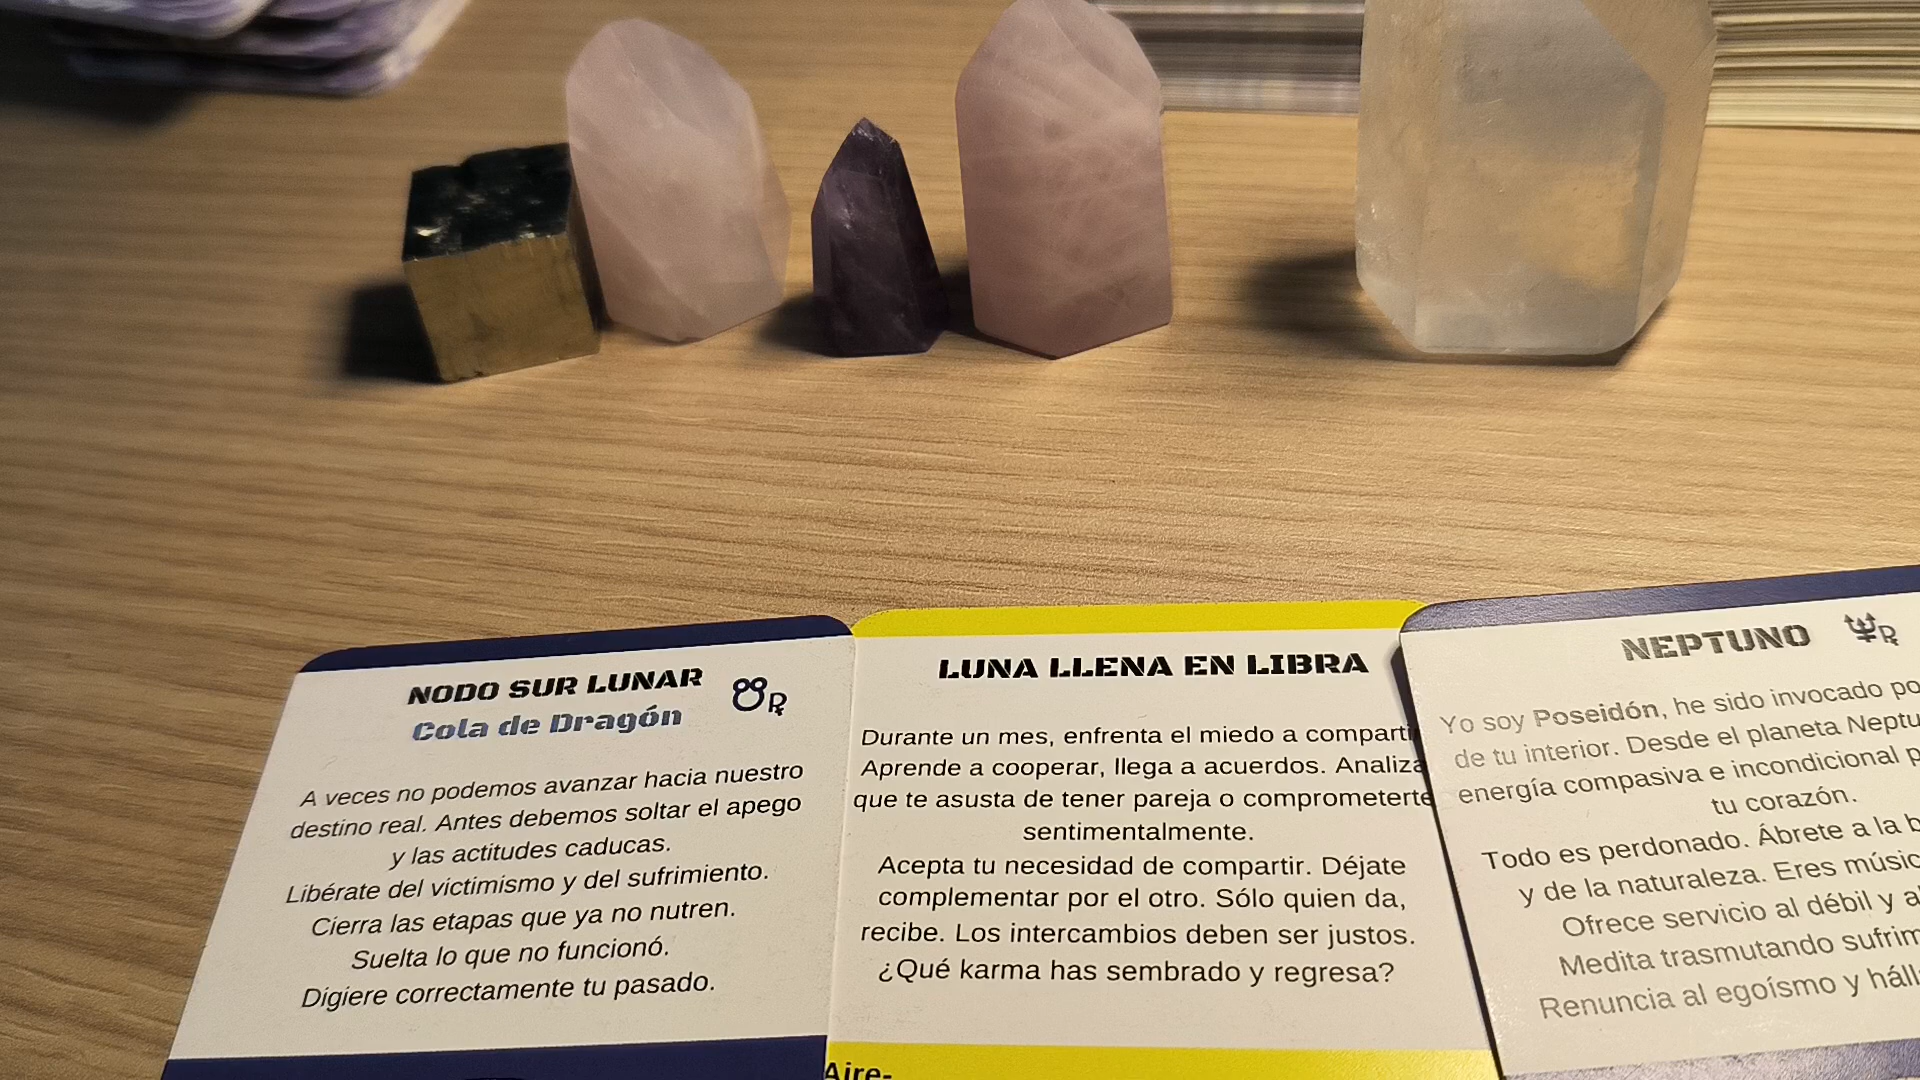 NODO SUR LUNAR
Cola de Dragón
A veces no podemos avanzar hacia nuestro
destino real. Antes debemos soltar el apego
y las actitudes caducas.
Libérate del victimismo y del sufrimiento.
Cierra las etapas que ya no nutren.
Suelta lo que no funcionó.
Digiere correctamente tu pasado.
LUNA LLENA EN LIBRA
Durante un mes, enfrenta el miedo a comparti
Aprende a cooperar, llega a acuerdos. Analiza
que te asusta de tener pareja o comprometerte
sentimentalmente.
Acepta tu necesidad de compartir. Déjate
complementar por el otro. Sólo quien da,
recibe. Los intercambios deben ser justos.
¿Qué karma has sembrado y regresa?
Aire-
NEPTUNO
Yo soy Poseidón, he sido invocado po
de tu interior. Desde el planeta Neptu
energía compasiva e incondicional p
tu corazón.
Todo es perdonado. Ábrete a la b
y de la naturaleza. Eres músic
Ofrece servicio al débil y a
Medita trasmutando sufrim
Renuncia al egoísmo y háll